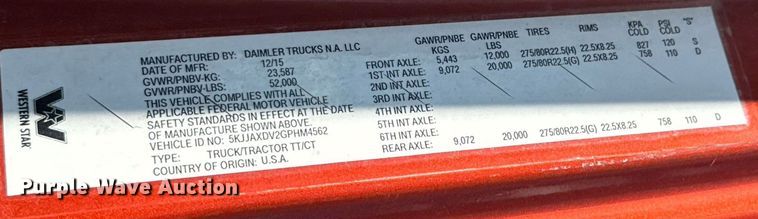 WESTERN STAR
MANUFACTURED BY: DAIMLER TRUCKS N.A. LLC
DATE OF MFR: 12/15
GVWR/PNBV-KG: 23,587
GVWR/PNBV-LBS: 52,000
THIS VEHICLE COMPLIES WITH ALL
APPLICABLE FEDERAL MOTOR VEHICLE
SAFETY STANDARDS IN EFFECT AT THE DATE
OF MANUFACTURE SHOWN ABOVE
VEHICLE ID NO.: 5KJJAXDV2GPHM4562
TYPE: TRUCK/TRACTOR TT/CT
COUNTRY OF ORIGIN: U.S.A.
GAWR/PNBE KGS GAWR/PNBE LBS TIRES RIMS KPA COLD PSI COLD "S"
FRONT AXLE: 5,443 12,000 275/80R22.5(H) 22.5X8.25 827 120 S
1ST INT AXLE: 9,072 20,000 275/80R22.5(G) 22.5X8.25 758 110 D
2ND INT AXLE:
3RD INT AXLE:
4TH INT AXLE:
5TH INT AXLE:
6TH INT AXLE:
REAR AXLE: 9,072 20,000 275/80R22.5(G) 22.5X8.25 758 110 D
Purple Wave Auction